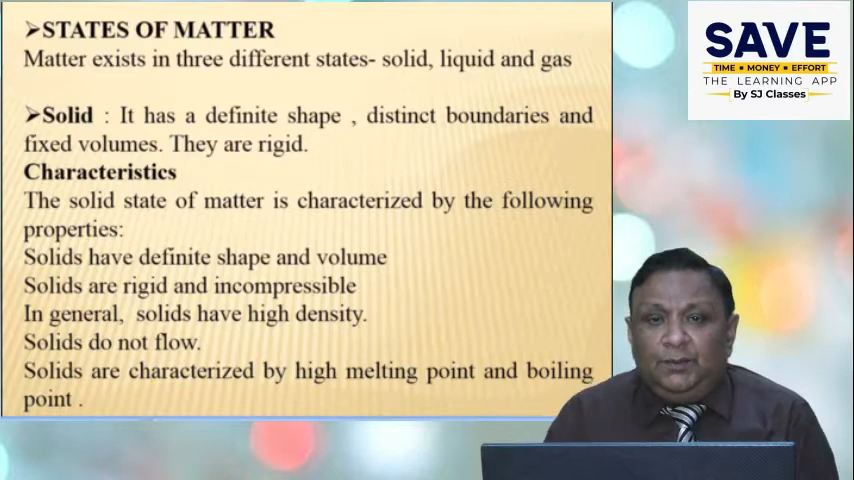 ➢STATES OF MATTER
Matter exists in three different states- solid, liquid and gas
➢Solid : It has a definite shape , distinct boundaries and
fixed volumes. They are rigid.
Characteristics
The solid state of matter is characterized by the following
properties:
Solids have definite shape and volume
Solids are rigid and incompressible
In general, solids have high density.
Solids do not flow.
Solids are characterized by high melting point and boiling
point .
SAVE
TIME ▪ MONEY ▪ EFFORT
THE LEARNING APP
By SJ Classes